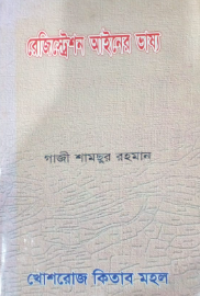 রেজিস্ট্রেশন আইনের ভাষ্য
গাজী শামছুর রহমান
খোশরোজ কিতাব মহল